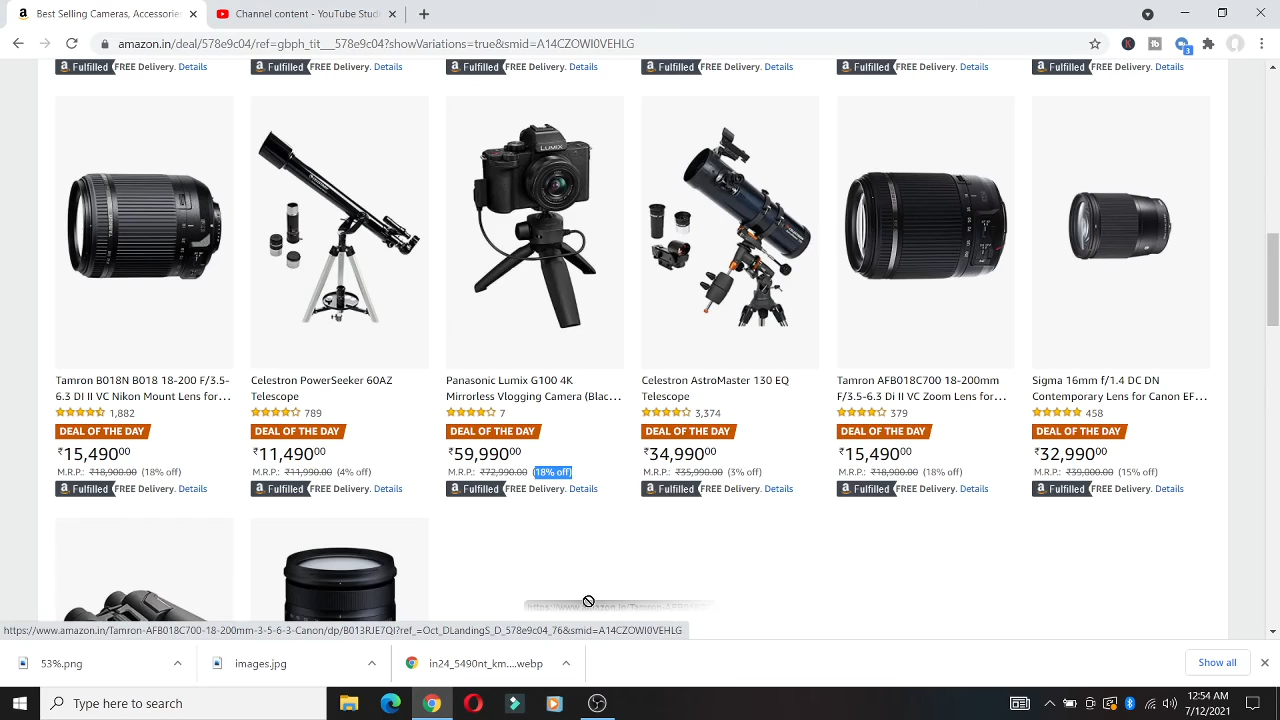 Best Selling Cameras, Accessories
Channel content - YouTube Studi
amazon.in/deal/578e9c04/ref=gbph_tit___578e9c04?showVariations=true&smid=A14CZOWI0VEHLG
K
3
a Fulfilled FREE Delivery. Details
a Fulfilled FREE Delivery. Details
a Fulfilled FREE Delivery. Details
a Fulfilled FREE Delivery. Details
a Fulfilled FREE Delivery. Details
a Fulfilled FREE Delivery. Details
LUMIX
Tamron B018N B018 18-200 F/3.5-
6.3 DI II VC Nikon Mount Lens for...
1,882
DEAL OF THE DAY
₹15,490.00
M.R.P.: ₹18,900.00 (18% off)
a Fulfilled FREE Delivery. Details
Celestron PowerSeeker 60AZ
Telescope
789
DEAL OF THE DAY
₹11,490.00
M.R.P.: ₹11,990.00 (4% off)
a Fulfilled FREE Delivery. Details
Panasonic Lumix G100 4K
Mirrorless Vlogging Camera (Blac...
7
DEAL OF THE DAY
₹59,990.00
M.R.P.: ₹72,990.00 (18% off)
a Fulfilled FREE Delivery. Details
Celestron AstroMaster 130 EQ
Telescope
3,374
DEAL OF THE DAY
₹34,990.00
M.R.P.: ₹35,990.00 (3% off)
a Fulfilled FREE Delivery. Details
Tamron AFB018C700 18-200mm
F/3.5-6.3 Di II VC Zoom Lens for...
379
DEAL OF THE DAY
₹15,490.00
M.R.P.: ₹18,900.00 (18% off)
a Fulfilled FREE Delivery. Details
Sigma 16mm f/1.4 DC DN
Contemporary Lens for Canon EF...
458
DEAL OF THE DAY
₹32,990.00
M.R.P.: ₹39,000.00 (15% off)
a Fulfilled FREE Delivery. Details
https://www.amazon.in/Tamron-AFB018C700-18-200mm-3-5-6-3-Canon/dp/B013RJE7QI?ref_=Oct_DLandingS_D_578e9c04_76&smid=A14CZOWI0VEHLG
53%.png
images.jpg
in24_5490nt_km....webp
Show all
Type here to search
12:54 AM
7/12/2021